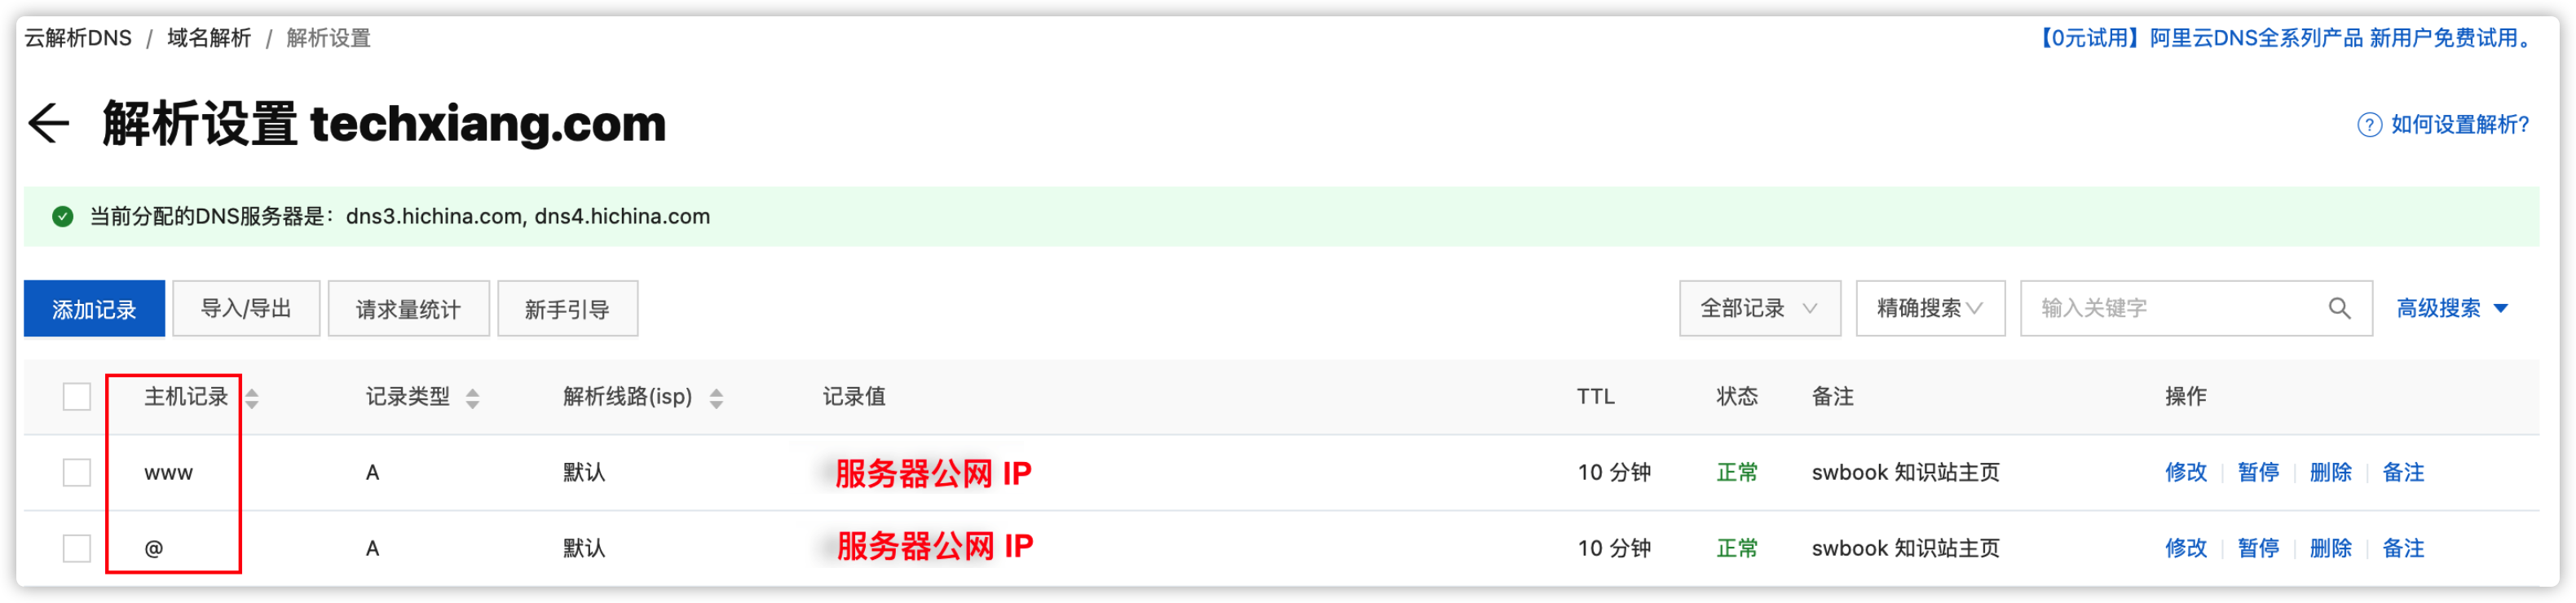 云解析DNS / 域名解析 / 解析设置 【0元试用】阿里云DNS全系列产品 新用户免费试用。
解析设置 techxiang.com ? 如何设置解析?
当前分配的DNS服务器是：dns3.hichina.com, dns4.hichina.com
添加记录 导入/导出 请求量统计 新手引导 全部记录 精确搜索 输入关键字 高级搜索
主机记录 记录类型 解析线路(isp) 记录值 TTL 状态 备注 操作
www A 默认 服务器公网 IP 10 分钟 正常 swbook 知识站主页 修改 暂停 删除 备注
@ A 默认 服务器公网 IP 10 分钟 正常 swbook 知识站主页 修改 暂停 删除 备注